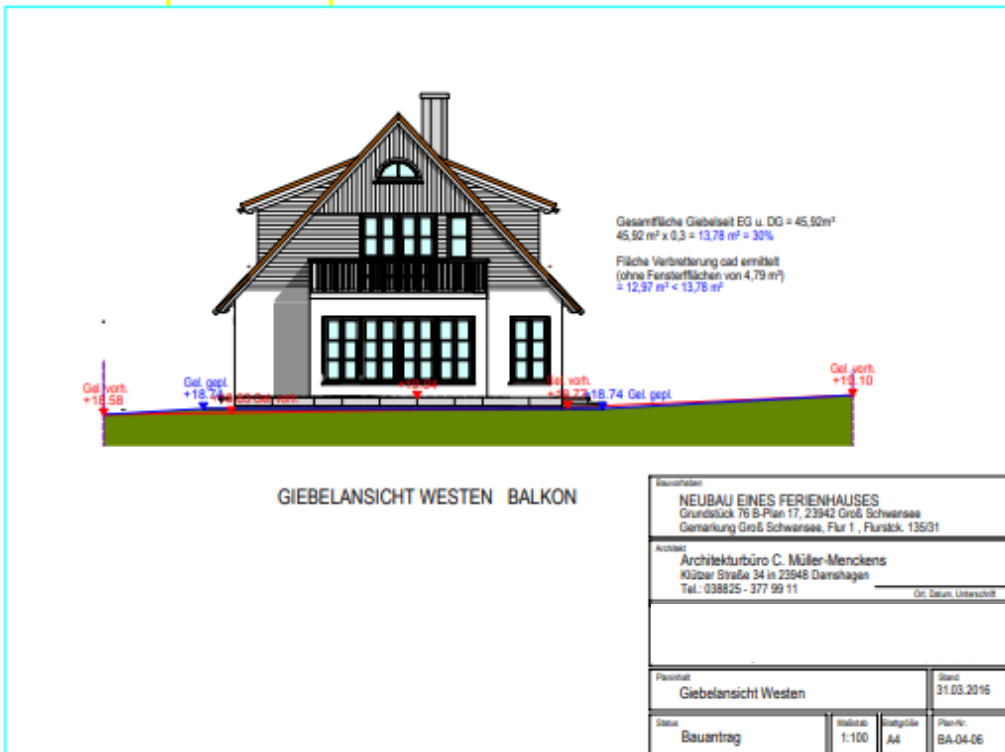 Gesamtfläche Giebelseit EG u. DG = 45,92m²
45,92 m² x 0,3 = 13,78 m² = 30%
Fläche Verbretterung cad ermittelt
(ohne Fensterfflächen von 4,79 m²)
= 12,97 m² < 13,78 m²
Gel. vorh.
+18.58
Gel. gepl.
+18.74
Gel. vorh.
Gel. vorh.
+18.74 Gel. gepl.
Gel. vorh.
+19.10
GIEBELANSICHT WESTEN BALKON
Bauvorhaben
NEUBAU EINES FERIENHAUSES
Grundstück 76 B-Plan 17, 23942 Groß Schwansee
Gemarkung Groß Schwansee, Flur 1 , Flurstck. 135/31
Architekt
Architekturbüro C. Müller-Menckens
Klützer Straße 34 in 23948 Damshagen
Tel.: 038825 - 377 99 11
Ort, Datum, Unterschrift
Planinhalt
Giebelansicht Westen
Stand
31.03.2016
Status
Bauantrag
Maßstab
1:100
Blattgröße
A4
Plan-Nr.
BA-04-06